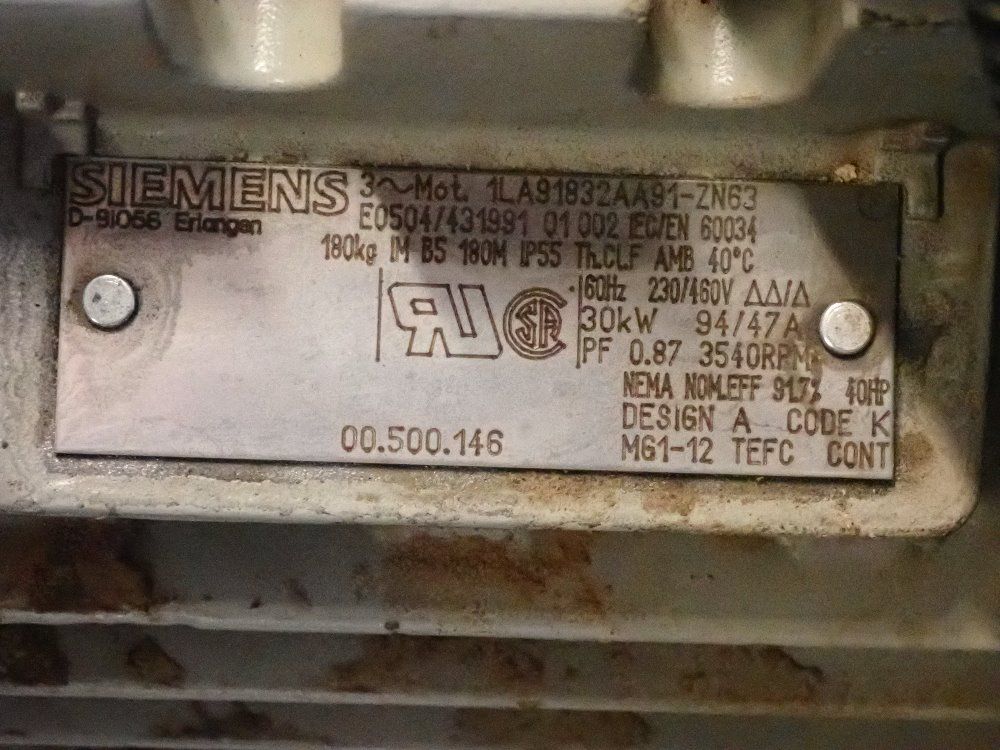 SIEMENS 3~Mot. 1LA91832AA91-ZN63
D-91056 Erlangen E0504/431991 01 002 IEC/EN 60034
180kg IM B5 180M IP55 Th.Cl.F AMB 40°C
60Hz 230/460V ΔΔ/Δ
30kW 94/47A
PF 0.87 3540RPM
NEMA NOM.EFF 91.7% 40HP
DESIGN A CODE K
00.500.146 MG1-12 TEFC CONT